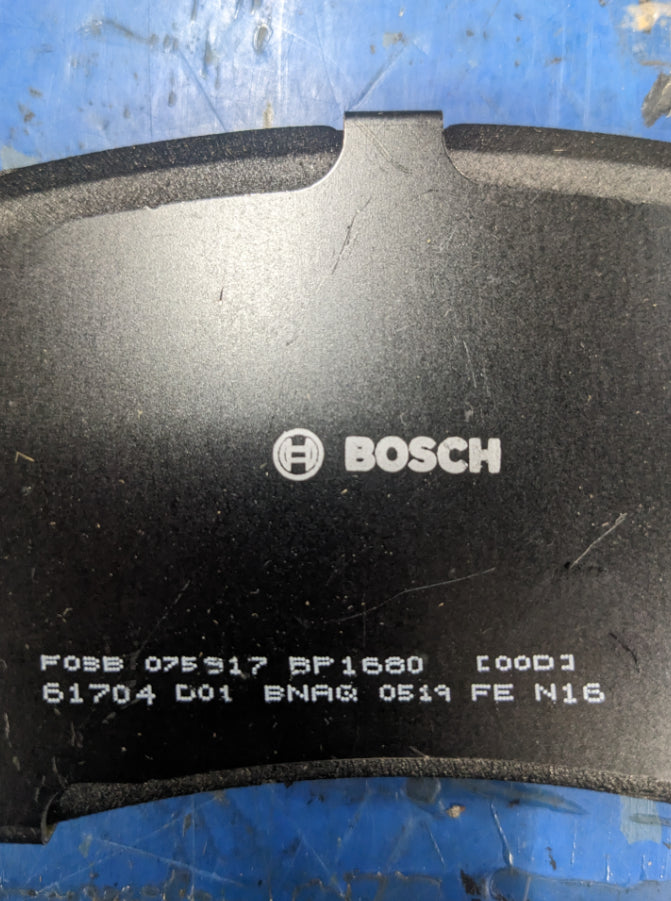 BOSCH
F03B 075917 BP1680 [00D]
61704 D01 BNAQ 0519 FE N16